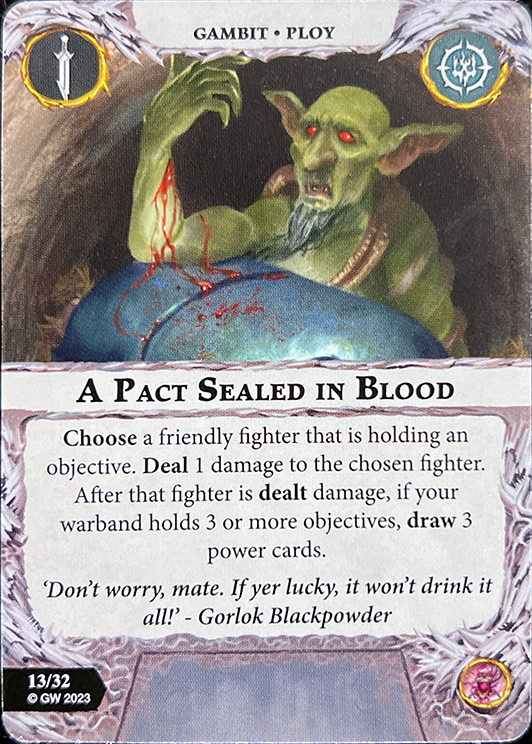 GAMBIT • PLOY
A PACT SEALED IN BLOOD
Choose a friendly fighter that is holding an
objective. Deal 1 damage to the chosen fighter.
After that fighter is dealt damage, if your
warband holds 3 or more objectives, draw 3
power cards.
‘Don’t worry, mate. If yer lucky, it won’t drink it
all!’ - Gorlok Blackpowder
13/32
© GW 2023